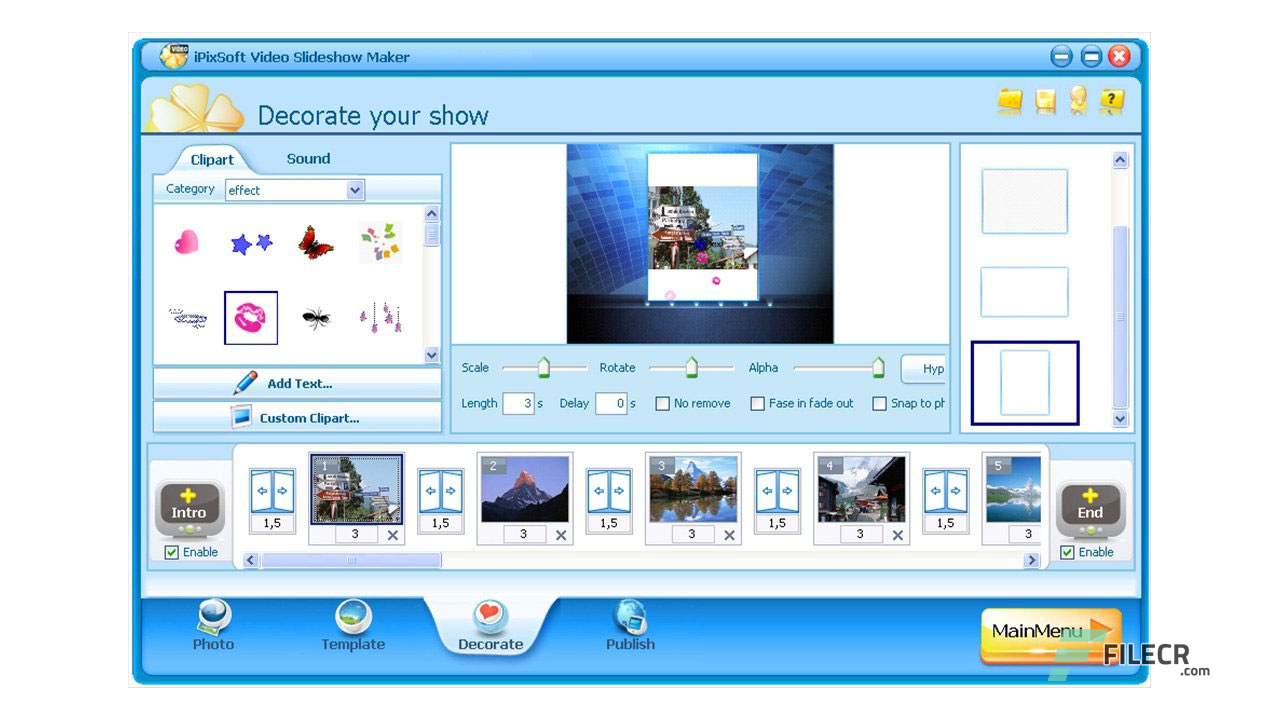 VIDEO
iPixSoft Video Slideshow Maker
Decorate your show
?
Clipart Sound
Category effect
Add Text...
Custom Clipart...
Scale Rotate Alpha Hyp
Length 3 s Delay 0 s No remove Fase in fade out Snap to ph
Intro
Enable
1 2 3 4 5
1,5 3 1,5 3 1,5 3 1,5 3 1,5 3
End
Enable
Photo Template Decorate Publish
MainMenu
FILECR
.com